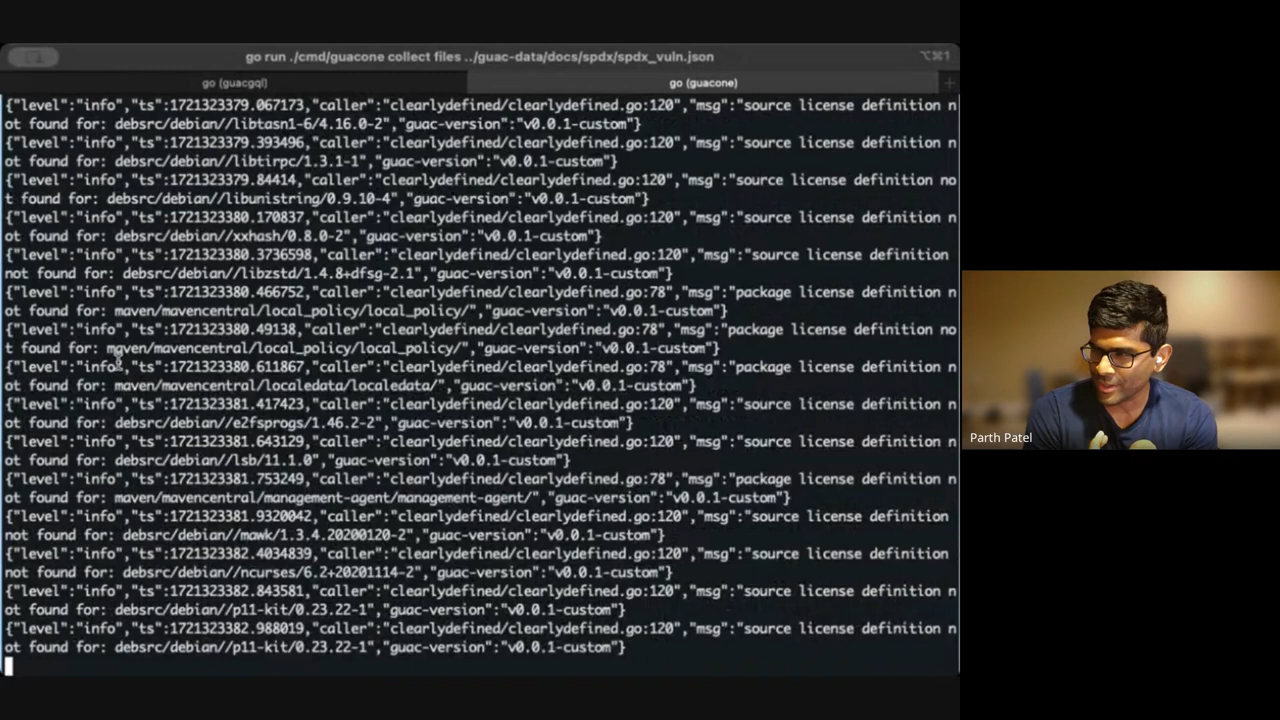 go run ./cmd/guacone collect files ../guac-data/docs/spdx/spdx_vuln.json
⌥⌘1
go (guacgql)
go (guacone)
+
{"level":"info","ts":1721323379.067173,"caller":"clearlydefined/clearlydefined.go:120","msg":"source license definition n
ot found for: debsrc/debian//libtasn1-6/4.16.0-2","guac-version":"v0.0.1-custom"}
{"level":"info","ts":1721323379.393496,"caller":"clearlydefined/clearlydefined.go:120","msg":"source license definition n
ot found for: debsrc/debian//libtirpc/1.3.1-1","guac-version":"v0.0.1-custom"}
{"level":"info","ts":1721323379.84414,"caller":"clearlydefined/clearlydefined.go:120","msg":"source license definition no
t found for: debsrc/debian//libunistring/0.9.10-4","guac-version":"v0.0.1-custom"}
{"level":"info","ts":1721323380.170837,"caller":"clearlydefined/clearlydefined.go:120","msg":"source license definition n
ot found for: debsrc/debian//xxhash/0.8.0-2","guac-version":"v0.0.1-custom"}
{"level":"info","ts":1721323380.3736598,"caller":"clearlydefined/clearlydefined.go:120","msg":"source license definition
not found for: debsrc/debian//libzstd/1.4.8+dfsg-2.1","guac-version":"v0.0.1-custom"}
{"level":"info","ts":1721323380.466752,"caller":"clearlydefined/clearlydefined.go:78","msg":"package license definition n
ot found for: maven/mavencentral/local_policy/local_policy/","guac-version":"v0.0.1-custom"}
{"level":"info","ts":1721323380.49138,"caller":"clearlydefined/clearlydefined.go:78","msg":"package license definition no
t found for: maven/mavencentral/local_policy/local_policy/","guac-version":"v0.0.1-custom"}
{"level":"info","ts":1721323380.611867,"caller":"clearlydefined/clearlydefined.go:78","msg":"package license definition n
ot found for: maven/mavencentral/localedata/localedata/","guac-version":"v0.0.1-custom"}
{"level":"info","ts":1721323381.417423,"caller":"clearlydefined/clearlydefined.go:120","msg":"source license definition n
ot found for: debsrc/debian//e2fsprogs/1.46.2-2","guac-version":"v0.0.1-custom"}
{"level":"info","ts":1721323381.643129,"caller":"clearlydefined/clearlydefined.go:120","msg":"source license definition n
ot found for: debsrc/debian//lsb/11.1.0","guac-version":"v0.0.1-custom"}
{"level":"info","ts":1721323381.753249,"caller":"clearlydefined/clearlydefined.go:78","msg":"package license definition n
ot found for: maven/mavencentral/management-agent/management-agent/","guac-version":"v0.0.1-custom"}
{"level":"info","ts":1721323381.9320042,"caller":"clearlydefined/clearlydefined.go:120","msg":"source license definition
not found for: debsrc/debian//mawk/1.3.4.20200120-2","guac-version":"v0.0.1-custom"}
{"level":"info","ts":1721323382.4034839,"caller":"clearlydefined/clearlydefined.go:120","msg":"source license definition
not found for: debsrc/debian//ncurses/6.2+20201114-2","guac-version":"v0.0.1-custom"}
{"level":"info","ts":1721323382.843581,"caller":"clearlydefined/clearlydefined.go:120","msg":"source license definition n
ot found for: debsrc/debian//p11-kit/0.23.22-1","guac-version":"v0.0.1-custom"}
{"level":"info","ts":1721323382.988019,"caller":"clearlydefined/clearlydefined.go:120","msg":"source license definition n
ot found for: debsrc/debian//p11-kit/0.23.22-1","guac-version":"v0.0.1-custom"}
Parth Patel